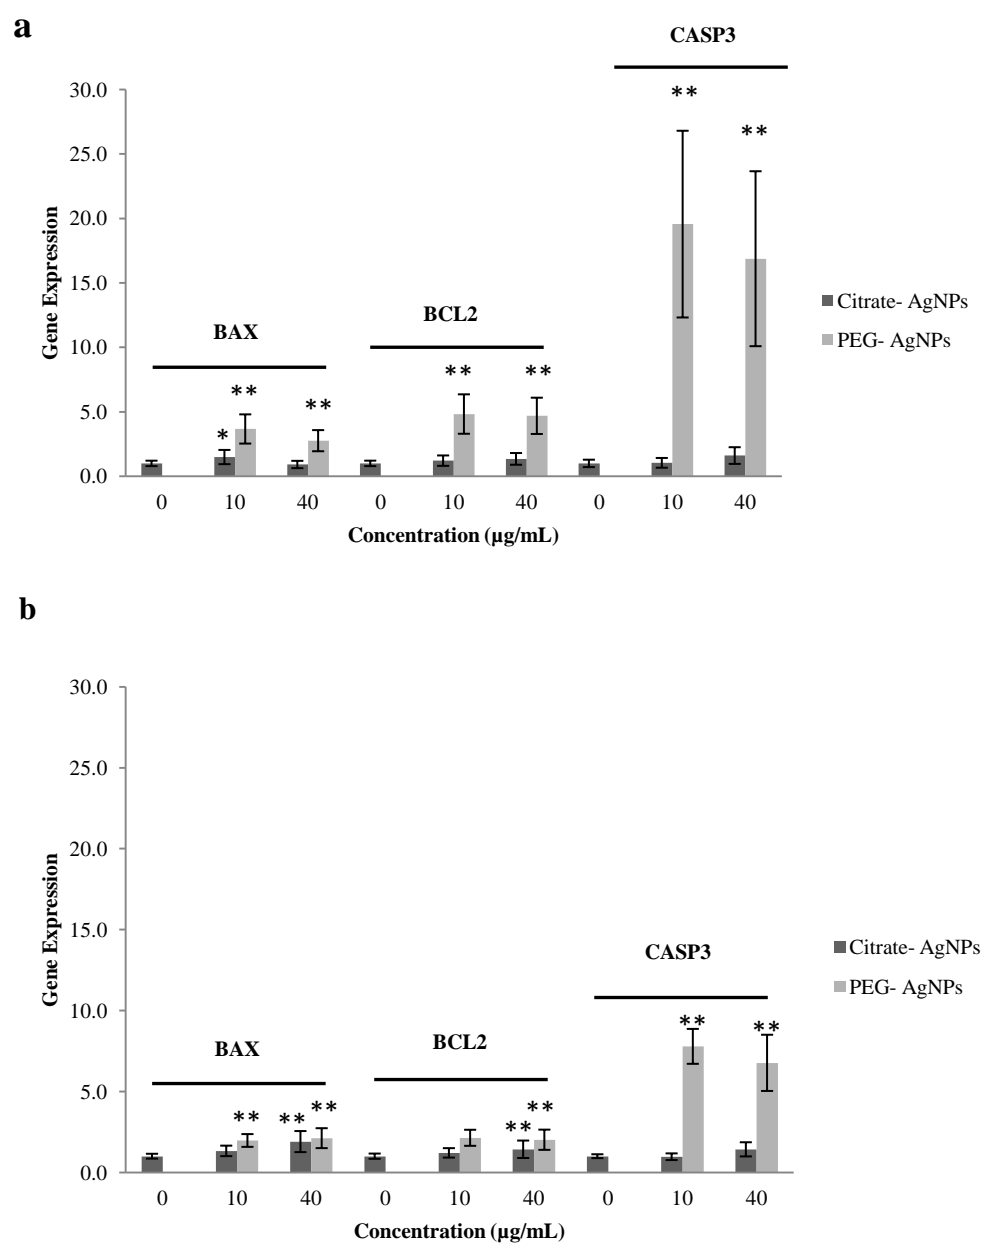 a
CASP3
**
30.0
**
25.0
20.0
Gene Expression
15.0
BCL2
Citrate- AgNPs
BAX
PEG- AgNPs
10.0
** **
** **
5.0
*
0.0
0 10 40 0 10 40 0 10 40
Concentration (µg/mL)
b
30.0
25.0
20.0
Gene Expression
15.0
CASP3
Citrate- AgNPs
PEG- AgNPs
10.0
** **
BAX
BCL2
5.0
** ** **
** **
0.0
0 10 40 0 10 40 0 10 40
Concentration (µg/mL)